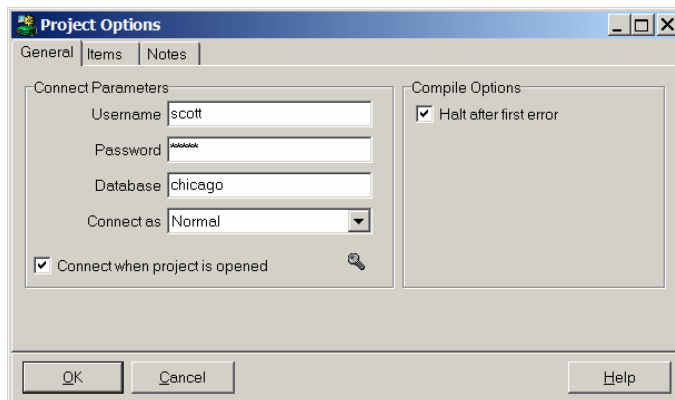 Project Options
General Items Notes
Connect Parameters
Username scott
Password *****
Database chicago
Connect as Normal
Connect when project is opened
Compile Options
Halt after first error
OK Cancel Help